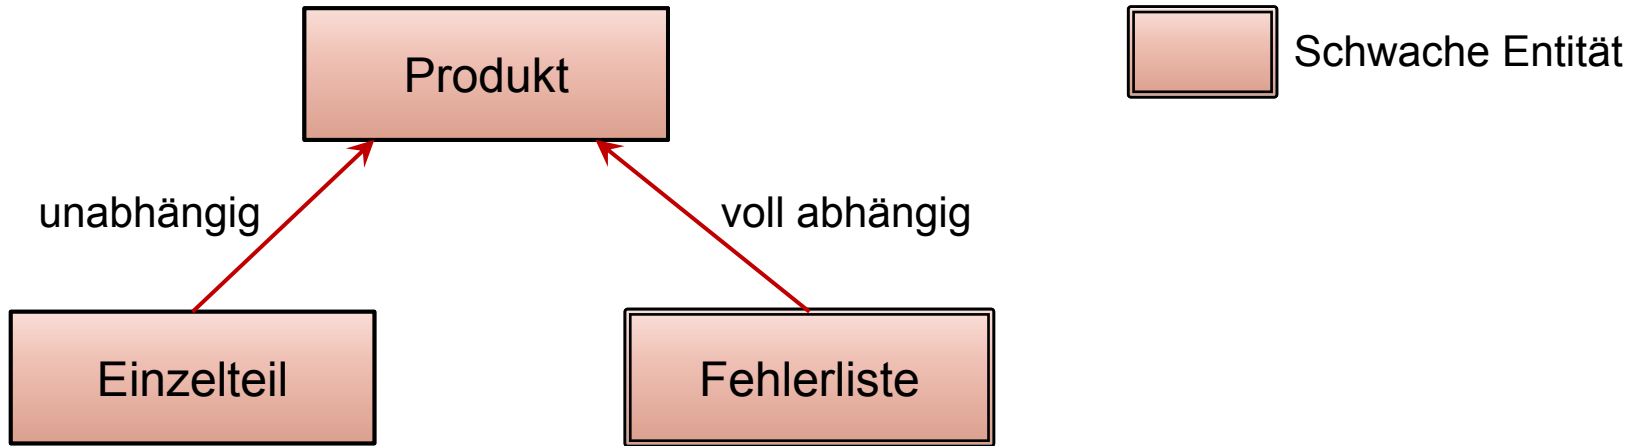 Produkt
Schwache Entität
unabhängig
voll abhängig
Einzelteil
Fehlerliste